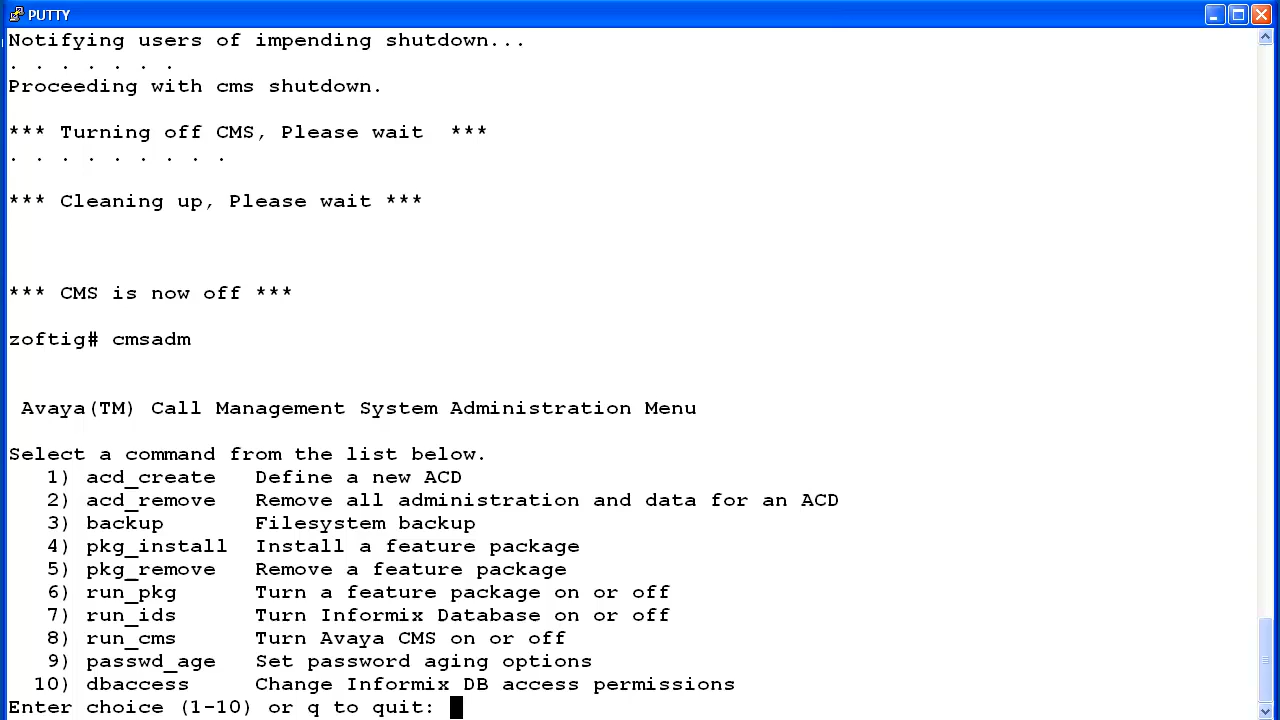 PUTTY
Notifying users of impending shutdown...
. . . . . . .
Proceeding with cms shutdown.
*** Turning off CMS, Please wait  ***
. . . . . . . . .
*** Cleaning up, Please wait ***
*** CMS is now off ***
zoftig# cmsadm
Avaya(TM) Call Management System Administration Menu
Select a command from the list below.
1) acd_create   Define a new ACD
2) acd_remove   Remove all administration and data for an ACD
3) backup       Filesystem backup
4) pkg_install  Install a feature package
5) pkg_remove   Remove a feature package
6) run_pkg      Turn a feature package on or off
7) run_ids      Turn Informix Database on or off
8) run_cms      Turn Avaya CMS on or off
9) passwd_age   Set password aging options
10) dbaccess     Change Informix DB access permissions
Enter choice (1-10) or q to quit: